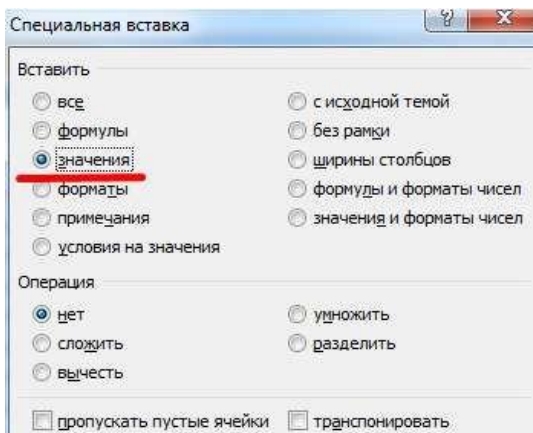 Специальная вставка
Вставить
все
с исходной темой
формулы
без рамки
значения
ширины столбцов
форматы
формулы и форматы чисел
примечания
значения и форматы чисел
условия на значения
Операция
нет
умножить
сложить
разделить
вычесть
пропускать пустые ячейки
транспонировать